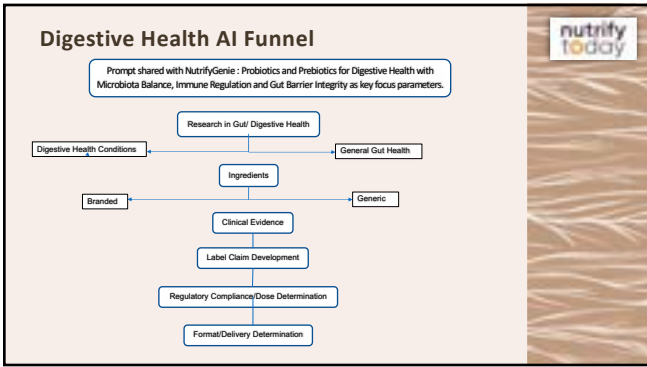 Digestive Health AI Funnel
nutrify
today
Prompt shared with NutrifyGenie : Probiotics and Prebiotics for Digestive Health with
Microbiota Balance, Immune Regulation and Gut Barrier Integrity as key focus parameters.
Research in Gut/ Digestive Health
Digestive Health Conditions
General Gut Health
Ingredients
Branded
Generic
Clinical Evidence
Label Claim Development
Regulatory Compliance/Dose Determination
Format/Delivery Determination